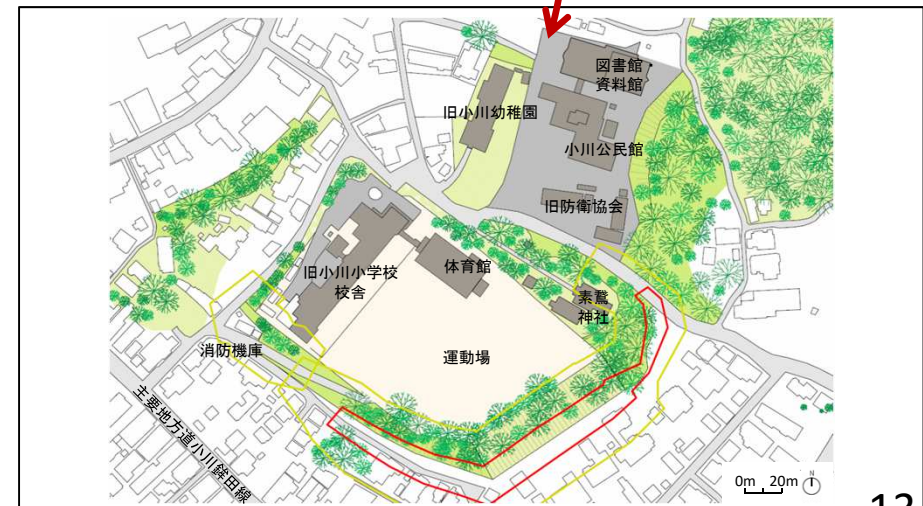 図書館・
資料館
旧小川幼稚園
小川公民館
旧防衛協会
旧小川小学校
校舎
体育館
素鵞
神社
消防機庫
運動場
主要地方道小川鉾田線
0m 20m
N